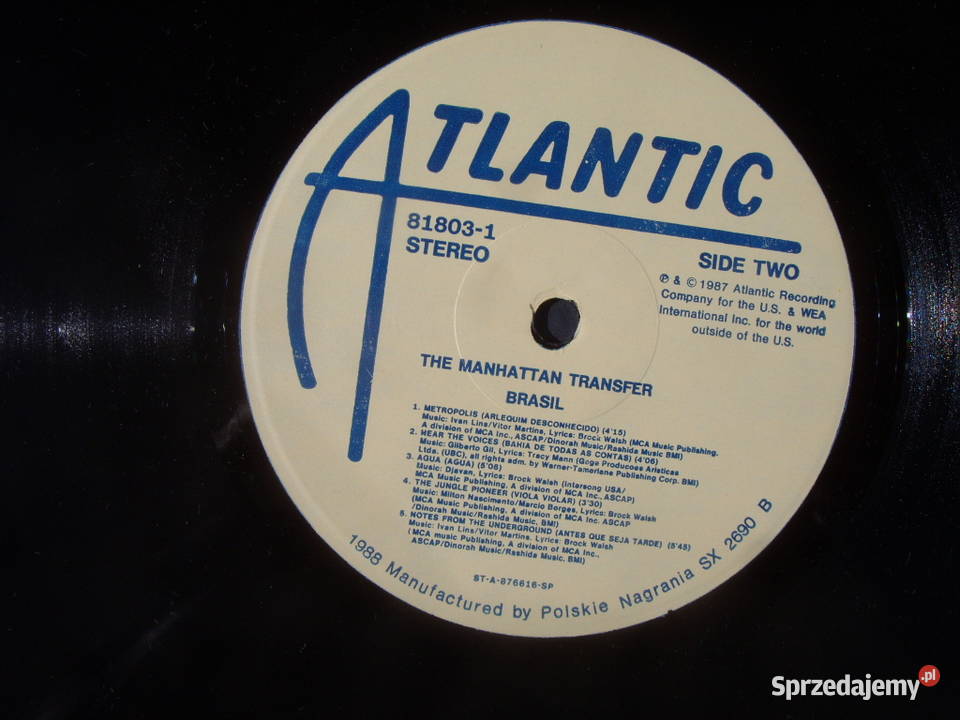 ATLANTIC
81803-1
STEREO
SIDE TWO
℗ & © 1987 Atlantic Recording
Company for the U.S. & WEA
International Inc. for the world
outside of the U.S.
THE MANHATTAN TRANSFER
BRASIL
1. METROPOLIS (ARLEQUIM DESCONHECIDO) (4'15)
Music: Ivan Lins/Vitor Martins, Lyrics: Brock Walsh (MCA Music Publishing,
A division of MCA Inc., ASCAP/Dinorah Music/Rashida Music BMI)
2. HEAR THE VOICES (BAHIA DE TODAS AS CONTAS) (4'06)
Music: Gilberto Gil, Lyrics: Tracy Mann (Gege Producoes Aristicas
Ltda. (UBC), all rights adm. by Warner-Tamerlane Publishing Corp. BMI)
3. AGUA (AGUA) (5'06)
Music: Djavan, Lyrics: Brock Walsh (Intersong USA/
MCA Music Publishing, A division of MCA Inc., ASCAP)
4. THE JUNGLE PIONEER (VIOLA VIOLAR) (3'30)
Music: Milton Nascimento/Marcio Borges, Lyrics: Brock Walsh
(MCA Music Publishing, A division of MCA Inc. ASCAP
/Dinorah Music/Rashida Music, BMI)
5. NOTES FROM THE UNDERGROUND (ANTES QUE SEJA TARDE) (5'45)
Music: Ivan Lins/Vitor Martins, Lyrics: Brock Walsh
(MCA music Publishing, A division of MCA Inc.,
ASCAP/Dinorah Music/Rashida Music, BMI)
ST-A-876616-SP
1988 Manufactured by Polskie Nagrania SX 2690 B
Sprzedajemy.pl